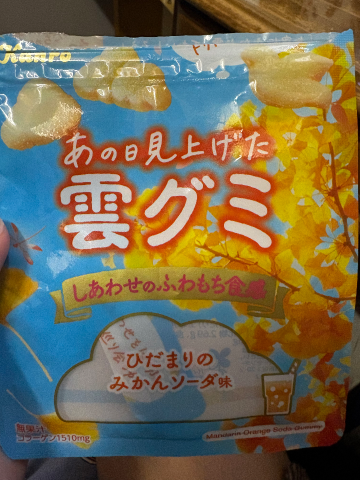 Kanro
あの日見上げた
雲グミ
しあわせのふわもち食感
ひだまりの
みかんソーダ味
コラーゲン1510mg
Mandarin Orange Soda Gummy